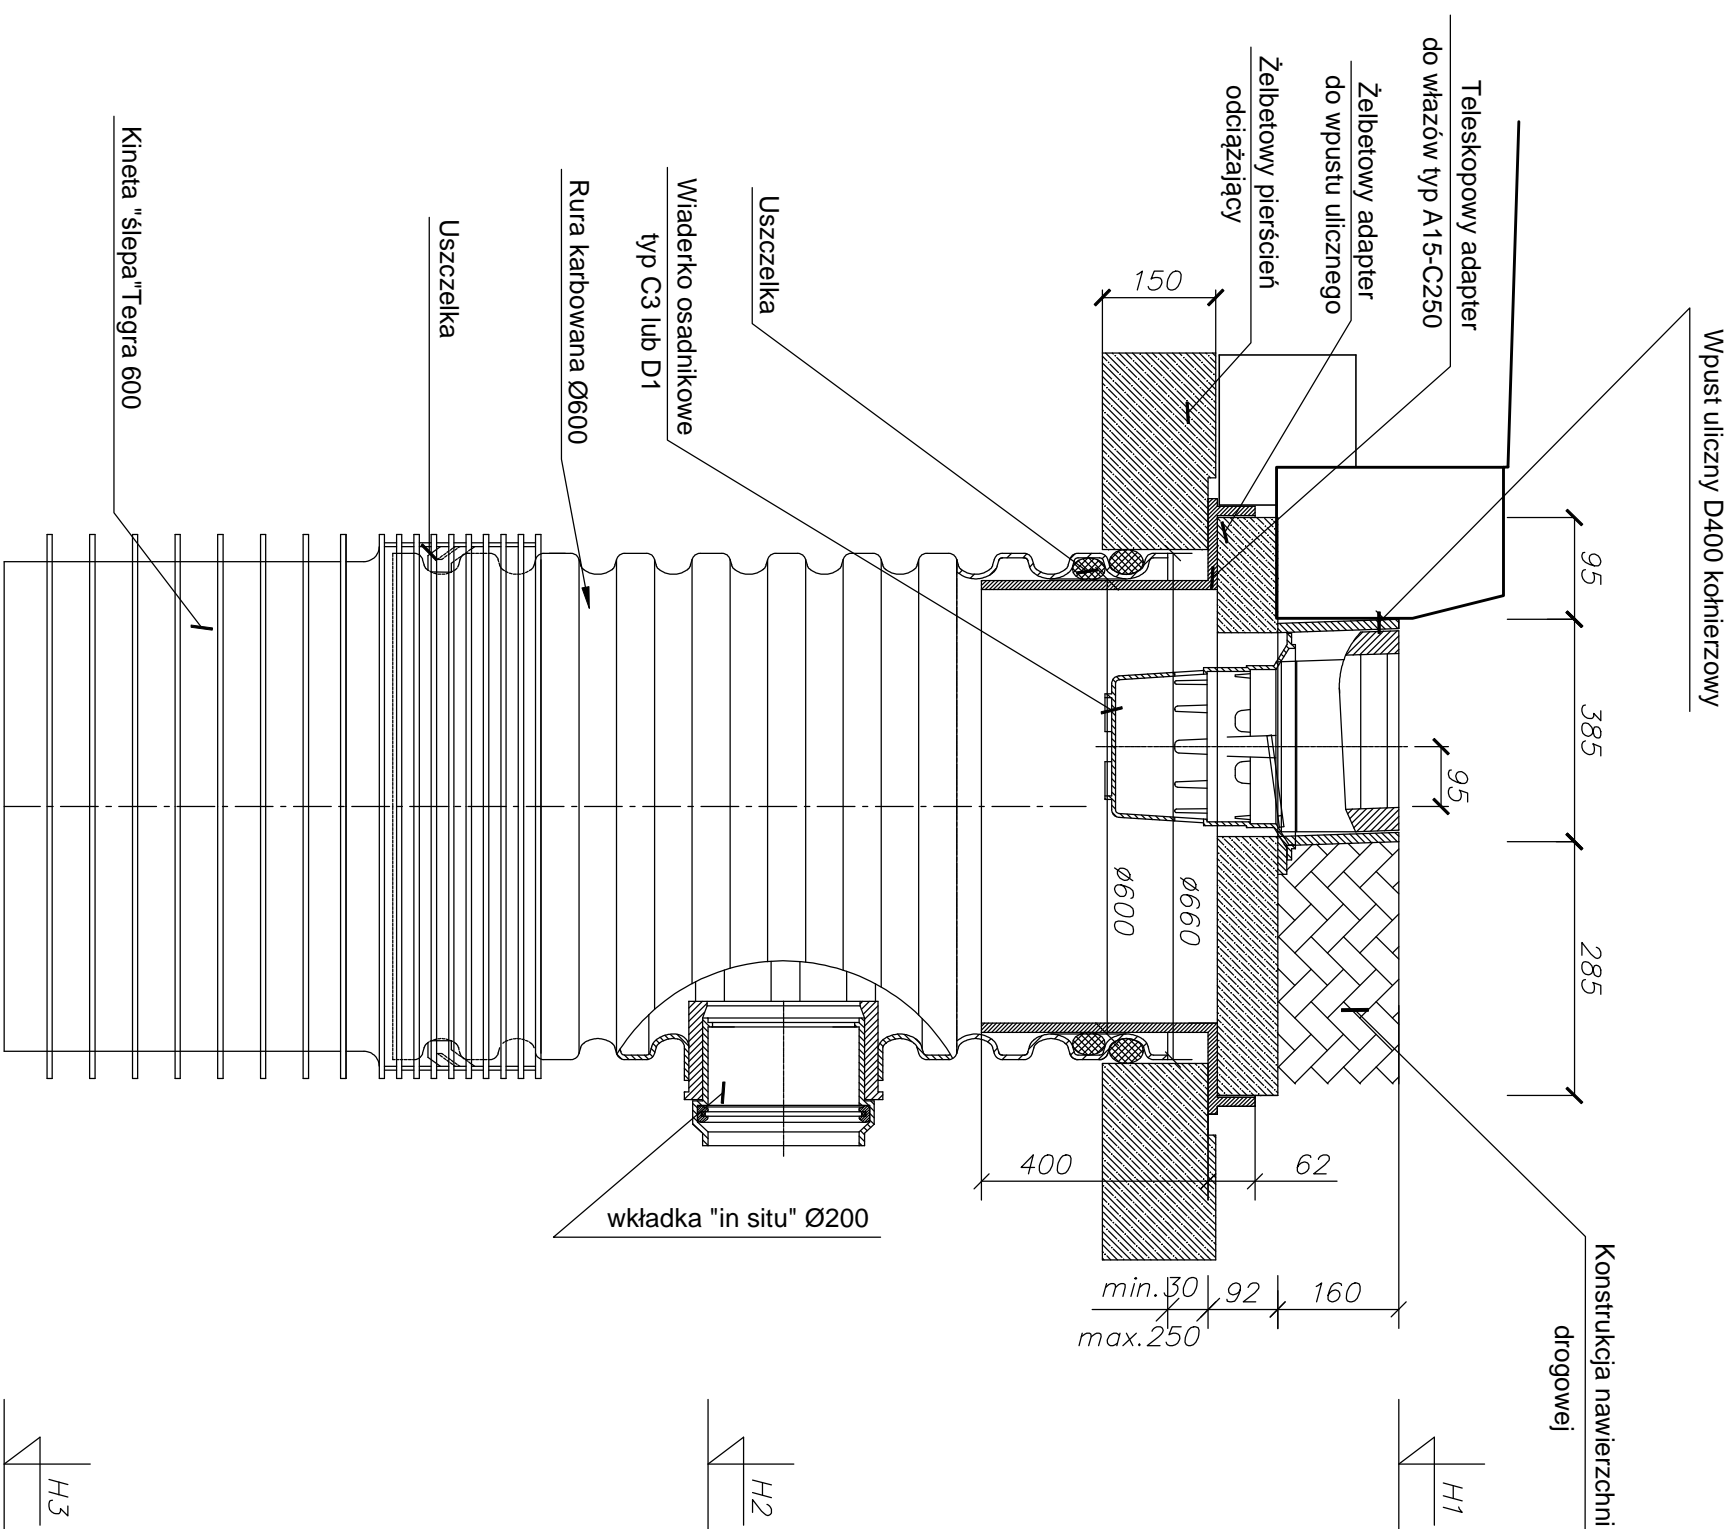 Wpust uliczny D400 kołnierzowy
Teleskopowy adapter
do włazów typ A15-C250
Żelbetowy adapter
do wpustu ulicznego
Żelbetowy pierścień
odciążający
Uszczelka
Wiaderko osadnikowe
typ C3 lub D1
Rura karbowana Ø600
Uszczelka
Kineta "ślepa"Tegra 600
150
95
385
95
285
Ø600
Ø660
400
62
wkładka "in situ" Ø200
min.30
max.250
92
160
Konstrukcja nawierzchni
drogowej
H1
H2
H3